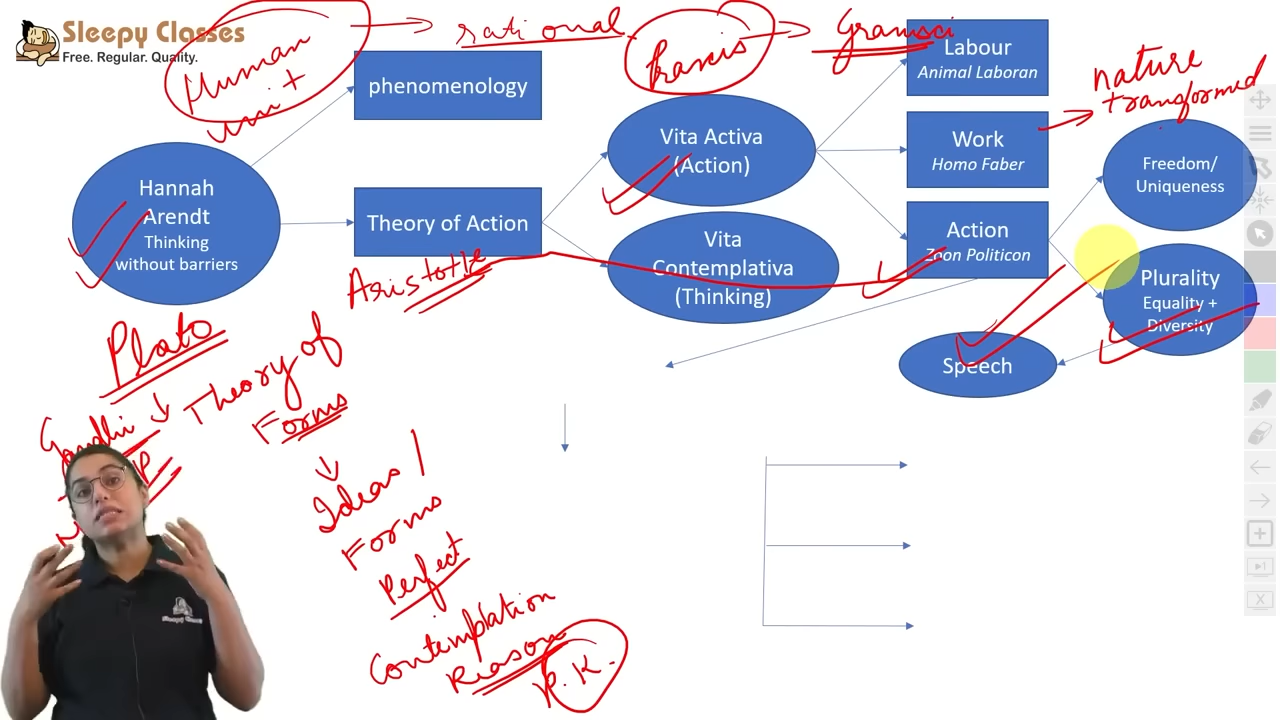 Sleepy Classes
Free. Regular. Quality.
Human
rational
Praxis
Gramsci
phenomenology
Labour
Animal Laboran
nature
transformed
Vita Activa
(Action)
Work
Homo Faber
Freedom/
Uniqueness
Hannah
Arendt
Thinking
without barriers
Theory of Action
Vita
Contemplativa
(Thinking)
Action
Zoon Politicon
Plurality
Equality +
Diversity
Speech
Aristotle
Plato
Gandhi
Theory of
Forms
Ideas /
Forms
Perfect
Contemplation
Reason
P.K.
Sleepy Classes